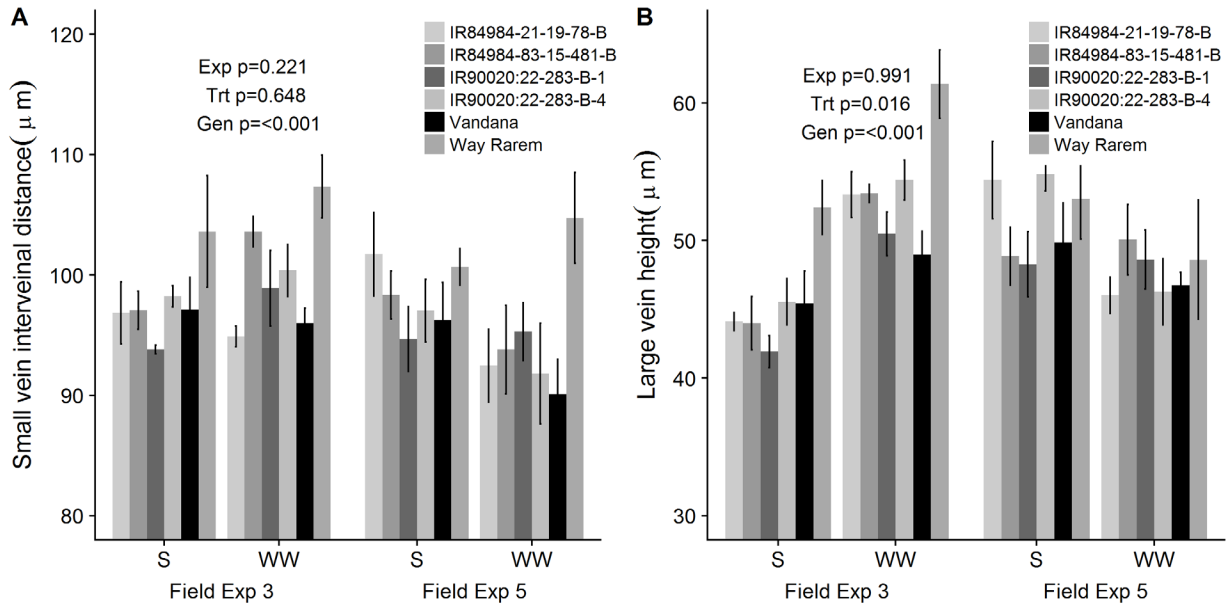 A
Small vein interveinal distance( μ m)
120
110
100
90
80
Exp p=0.221
Trt p=0.648
Gen p=<0.001
IR84984-21-19-78-B
IR84984-83-15-481-B
IR90020:22-283-B-1
IR90020:22-283-B-4
Vandana
Way Rarem
S
WW
S
WW
Field Exp 3
Field Exp 5
B
Large vein height( μ m)
60
50
40
30
Exp p=0.991
Trt p=0.016
Gen p=<0.001
IR84984-21-19-78-B
IR84984-83-15-481-B
IR90020:22-283-B-1
IR90020:22-283-B-4
Vandana
Way Rarem
S
WW
S
WW
Field Exp 3
Field Exp 5